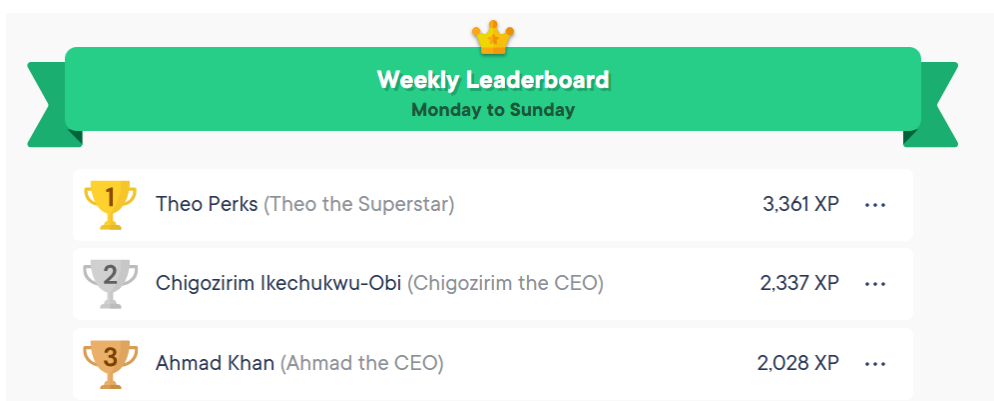 Weekly Leaderboard
Monday to Sunday
1 Theo Perks (Theo the Superstar) 3,361 XP ...
2 Chigozirim Ikechukwu-Obi (Chigozirim the CEO) 2,337 XP ...
3 Ahmad Khan (Ahmad the CEO) 2,028 XP ...